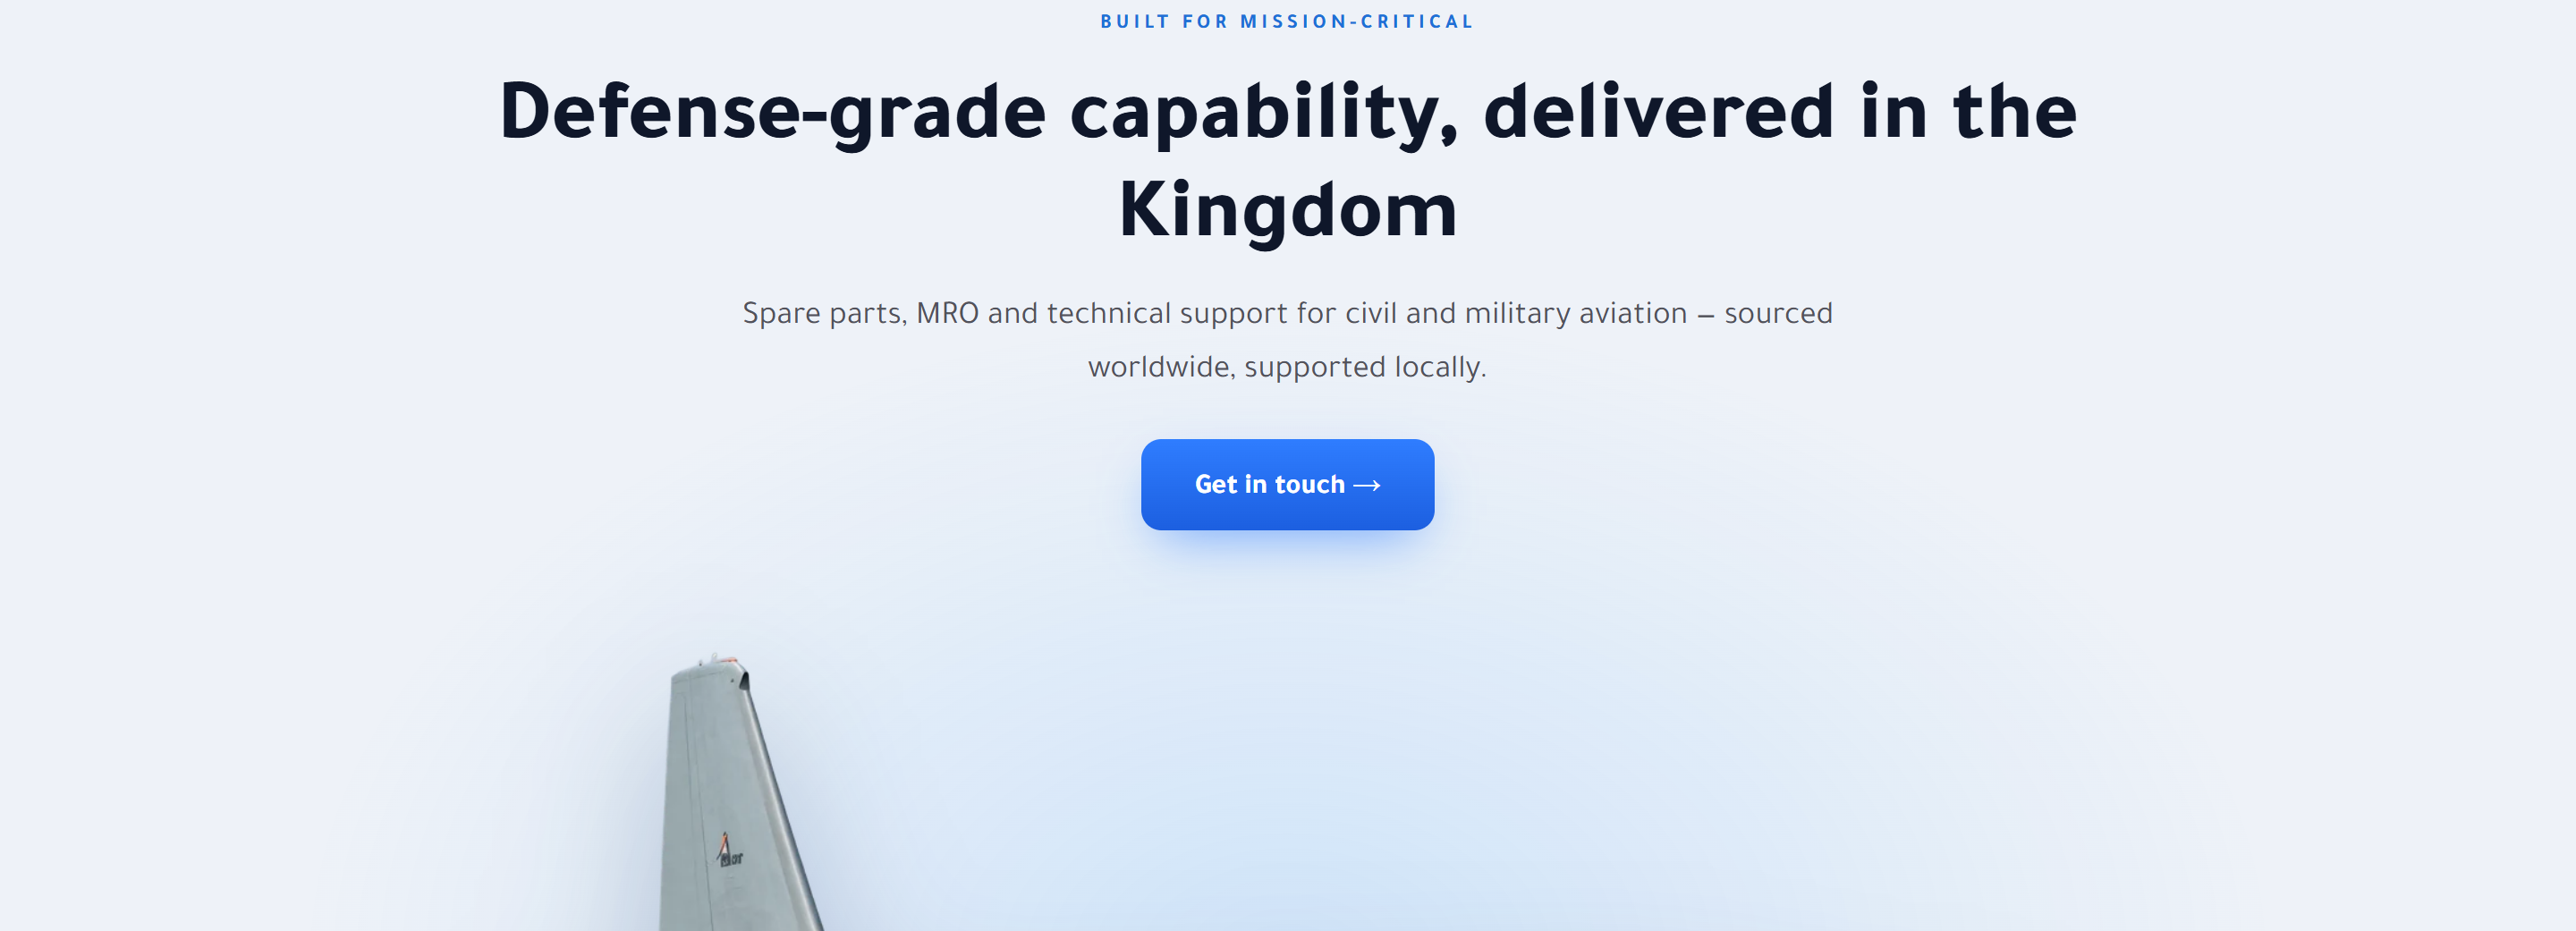 BUILT FOR MISSION-CRITICAL
Defense-grade capability, delivered in the
Kingdom
Spare parts, MRO and technical support for civil and military aviation – sourced
worldwide, supported locally.
Get in touch →